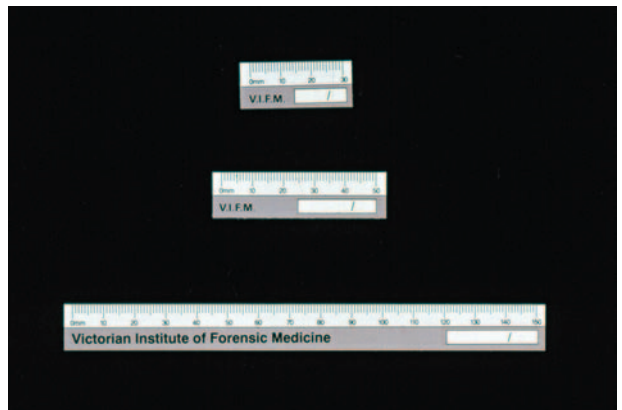 0mm 10 20 30
V.I.F.M. /
0mm 10 20 30 40 50
V.I.F.M. /
0mm 10 20 30 40 50 60 70 80 90 100 110 120 130 140 150
Victorian Institute of Forensic Medicine /